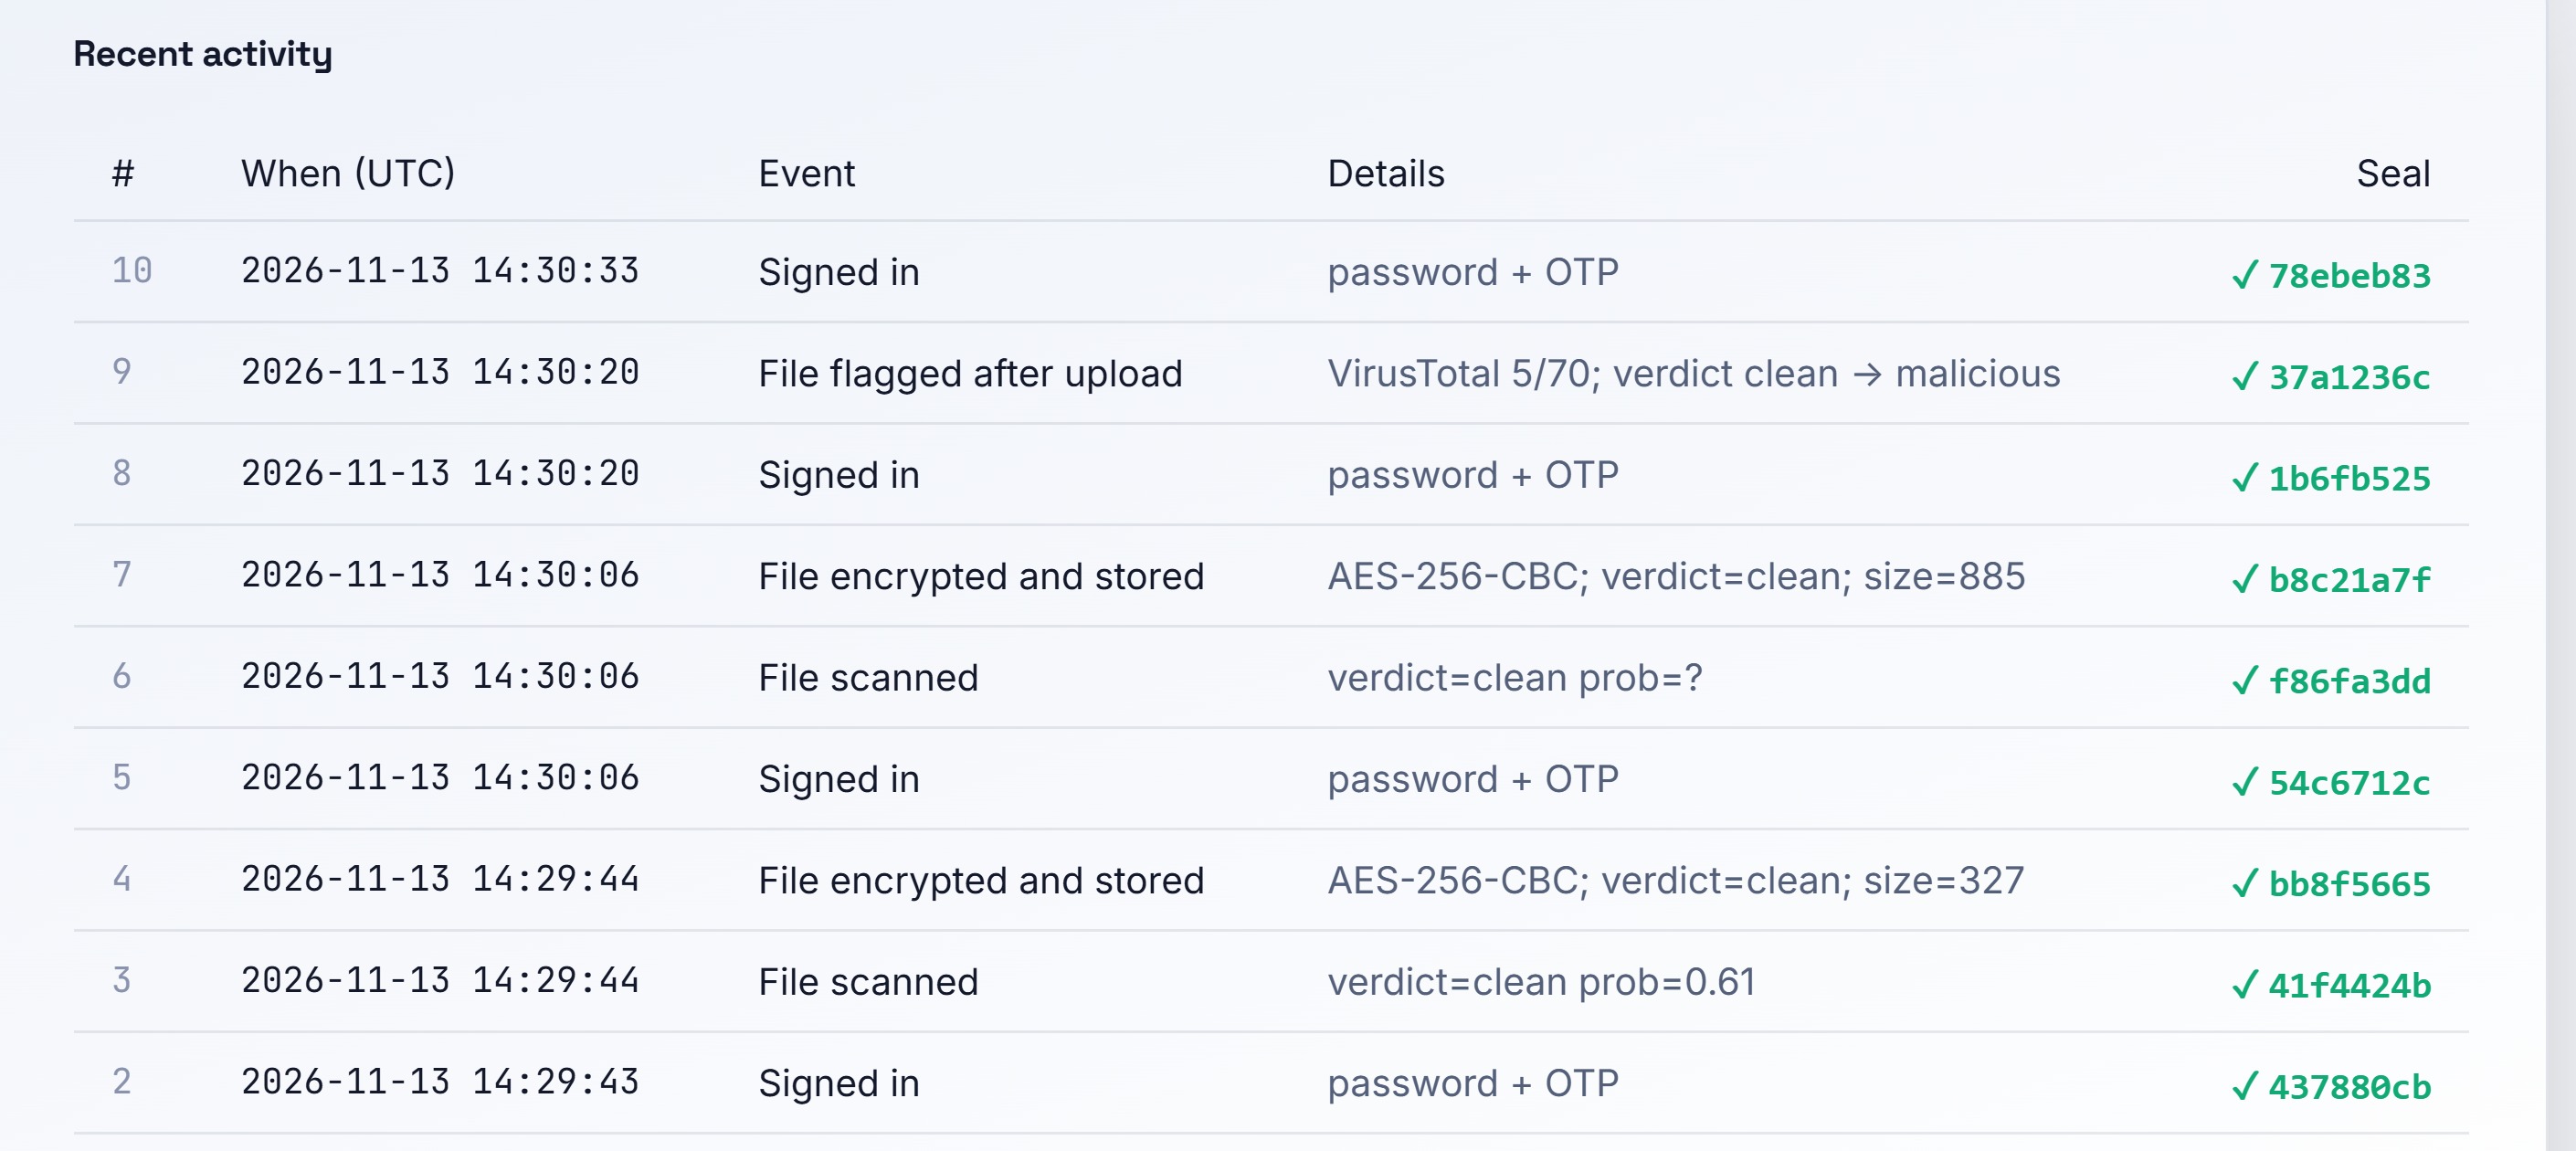 Recent activity
# When (UTC) Event Details Seal
10 2026-11-13 14:30:33 Signed in password + OTP ✓ 78ebeb83
9 2026-11-13 14:30:20 File flagged after upload VirusTotal 5/70; verdict clean → malicious ✓ 37a1236c
8 2026-11-13 14:30:20 Signed in password + OTP ✓ 1b6fb525
7 2026-11-13 14:30:06 File encrypted and stored AES-256-CBC; verdict=clean; size=885 ✓ b8c21a7f
6 2026-11-13 14:30:06 File scanned verdict=clean prob=? ✓ f86fa3dd
5 2026-11-13 14:30:06 Signed in password + OTP ✓ 54c6712c
4 2026-11-13 14:29:44 File encrypted and stored AES-256-CBC; verdict=clean; size=327 ✓ bb8f5665
3 2026-11-13 14:29:44 File scanned verdict=clean prob=0.61 ✓ 41f4424b
2 2026-11-13 14:29:43 Signed in password + OTP ✓ 437880cb